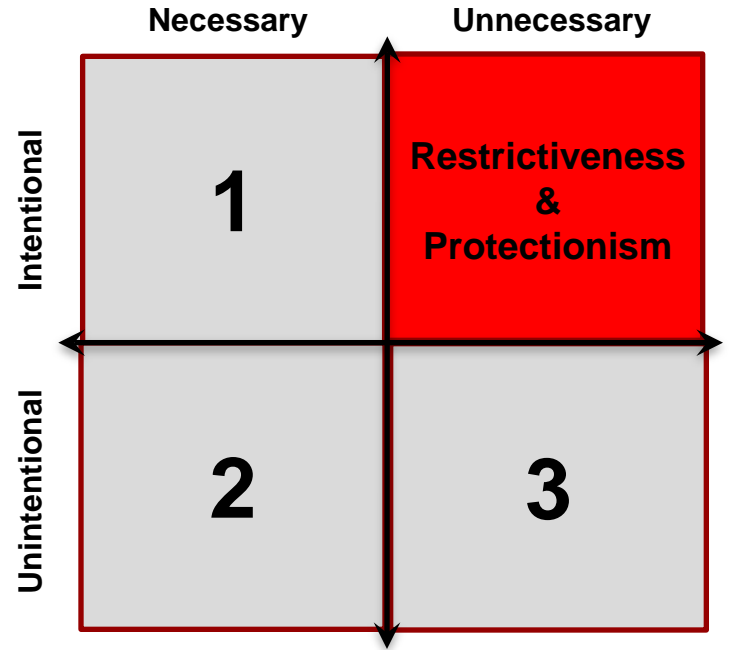 Necessary
Unnecessary
Intentional
1
Restrictiveness
&
Protectionism
Unintentional
2
3